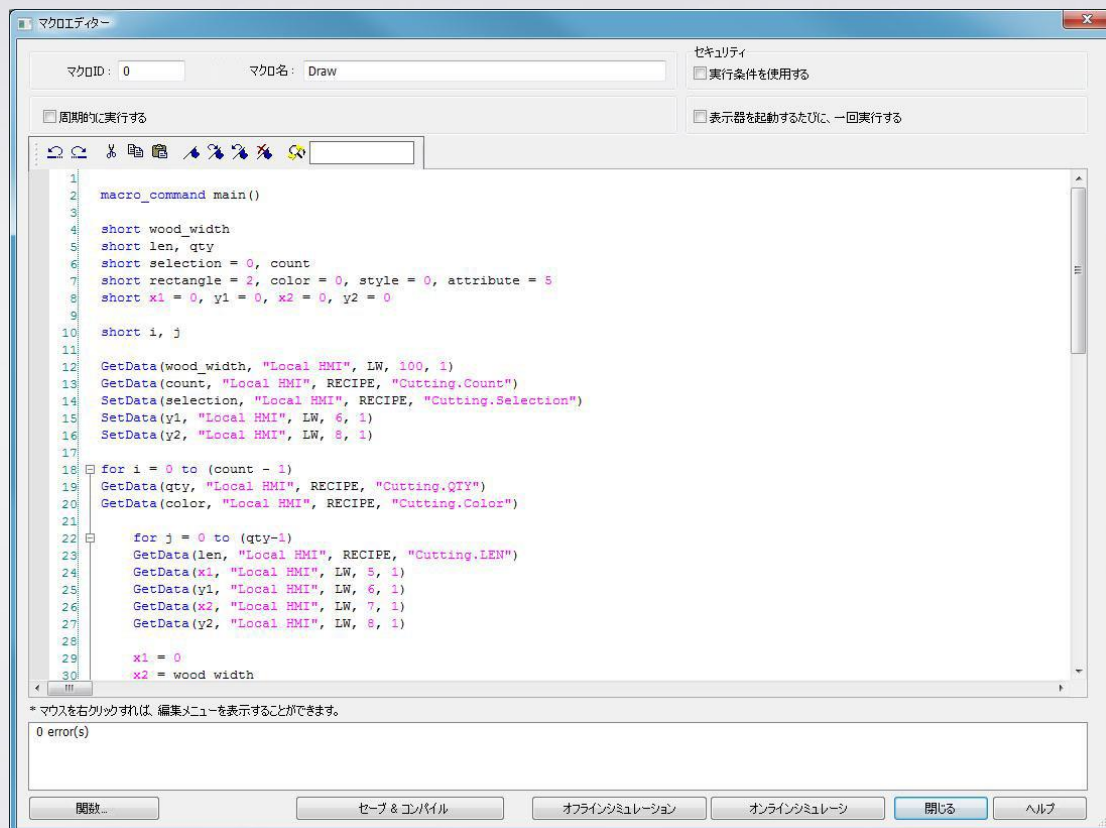 マクロエディター
マクロID : 0
マクロ名 : Draw
セキュリティ
実行条件を使用する
周期的に実行する
表示器を起動するたびに、一回実行する
1
2 macro_command main()
3
4 short wood_width
5 short len, qty
6 short selection = 0, count
7 short rectangle = 2, color = 0, style = 0, attribute = 5
8 short x1 = 0, y1 = 0, x2 = 0, y2 = 0
9
10 short i, j
11
12 GetData(wood_width, "Local HMI", LW, 100, 1)
13 GetData(count, "Local HMI", RECIPE, "Cutting.Count")
14 SetData(selection, "Local HMI", RECIPE, "Cutting.Selection")
15 SetData(y1, "Local HMI", LW, 6, 1)
16 SetData(y2, "Local HMI", LW, 8, 1)
17
18 for i = 0 to (count - 1)
19 GetData(qty, "Local HMI", RECIPE, "Cutting.QTY")
20 GetData(color, "Local HMI", RECIPE, "Cutting.Color")
21
22 for j = 0 to (qty-1)
23 GetData(len, "Local HMI", RECIPE, "Cutting.LEN")
24 GetData(x1, "Local HMI", LW, 5, 1)
25 GetData(y1, "Local HMI", LW, 6, 1)
26 GetData(x2, "Local HMI", LW, 7, 1)
27 GetData(y2, "Local HMI", LW, 8, 1)
28
29 x1 = 0
30 x2 = wood_width
* マウスを右クリックすれば、編集メニューを表示することができます。
0 error(s)
関数...
セーブ & コンパイル
オフラインシミュレーション
オンラインシミュレーシ
閉じる
ヘルプ